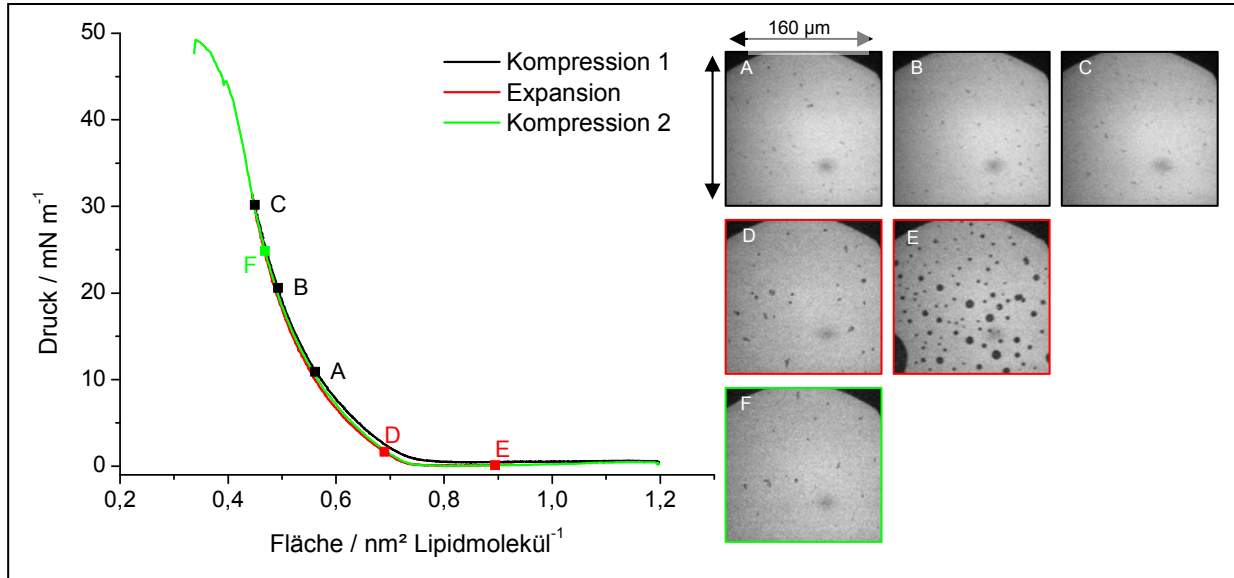 50
40
30
20
10
0
Druck / mN m⁻¹
0,2 0,4 0,6 0,8 1,0 1,2
Fläche / nm² Lipidmolekül⁻¹
Kompression 1
Expansion
Kompression 2
C
F
B
A
D
E
160 µm
A B C
D E
F